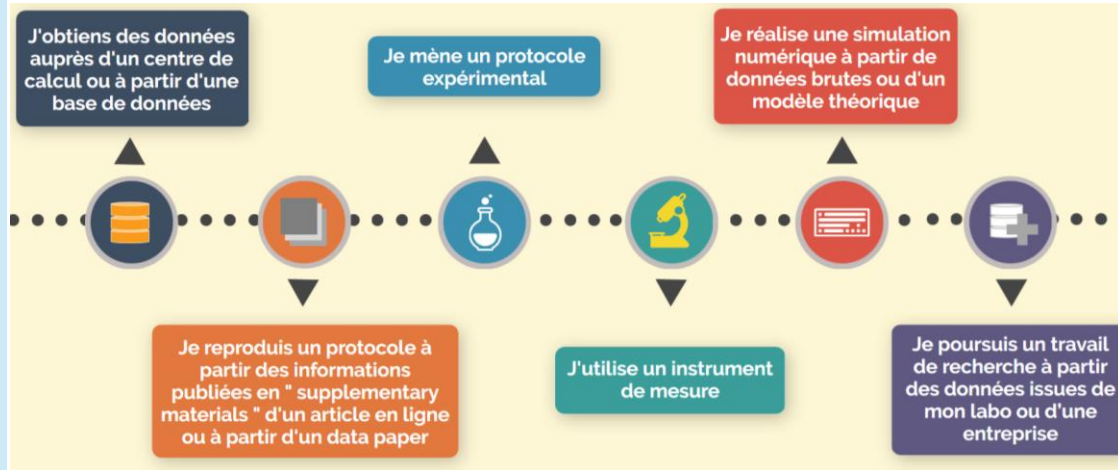 J'obtiens des données
auprès d'un centre de
calcul ou à partir d'une
base de données
Je reproduis un protocole à
partir des informations
publiées en " supplementary
materials " d'un article en ligne
ou à partir d'un data paper
Je mène un protocole
expérimental
J'utilise un instrument
de mesure
Je réalise une simulation
numérique à partir de
données brutes ou d'un
modèle théorique
Je poursuis un travail
de recherche à partir
des données issues de
mon labo ou d'une
entreprise